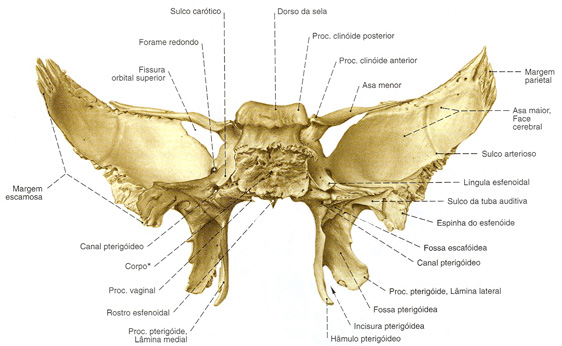 Sulco carótico
Dorso da sela
Forame redondo
Proc. clinóide posterior
Fissura
orbital superior
Proc. clinóide anterior
Asa menor
Margem
parietal
Asa maior,
Face
cerebral
Sulco arterioso
Margem
escamosa
Língula esfenoidal
Sulco da tuba auditiva
Espinha do esfenóide
Canal pterigóideo
Fossa escafóidea
Corpo*
Canal pterigóideo
Proc. vaginal
Proc. pterigóide, Lâmina lateral
Rostro esfenoidal
Fossa pterigóidea
Proc. pterigóide,
Lâmina medial
Incisura pterigóidea
Hâmulo pterigóideo